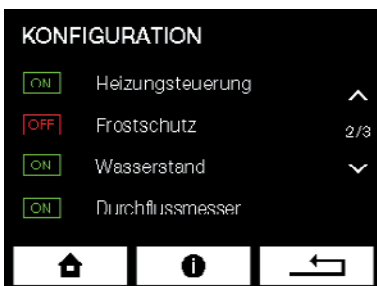 KONFIGURATION
ON Heizungsteuerung
OFF Frostschutz
2/3
ON Wasserstand
ON Durchflussmesser